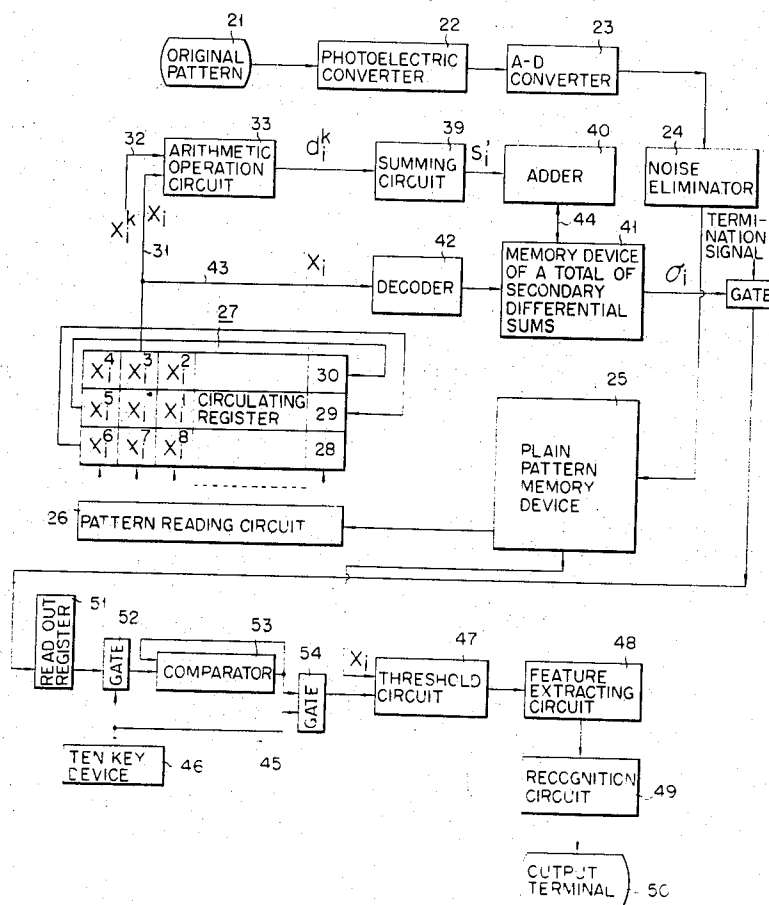 21
22
23
ORIGINAL
PATTERN
PHOTOELECTRIC
CONVERTER
A-D
CONVERTER
32
33
39
40
24
ARITHMETIC
OPERATION
CIRCUIT
d_i^k
SUMMING
CIRCUIT
s_i'
ADDER
NOISE
ELIMINATOR
X_i^k
X_i
31
44
TERMI-
NATION
SIGNAL
43
X_i
42
DECODER
41
MEMORY DEVICE
OF A TOTAL OF
SECONDARY
DIFFERENTIAL
SUMS
σ_i
GATE
27
X_i^4 X_i^3 X_i^2 30
X_i^5 X_i X_i^1 CIRCULATING
REGISTER 29
X_i^6 X_i^7 X_i^8 28
25
PLAIN
PATTERN
MEMORY
DEVICE
26
PATTERN READING CIRCUIT
51
READ OUT
REGISTER
52
GATE
53
COMPARATOR
54
GATE
X_i
47
THRESHOLD
CIRCUIT
48
FEATURE
EXTRACTING
CIRCUIT
TEN KEY
DEVICE
46
45
RECOGNITION
CIRCUIT
49
OUTPUT
TERMINAL
50